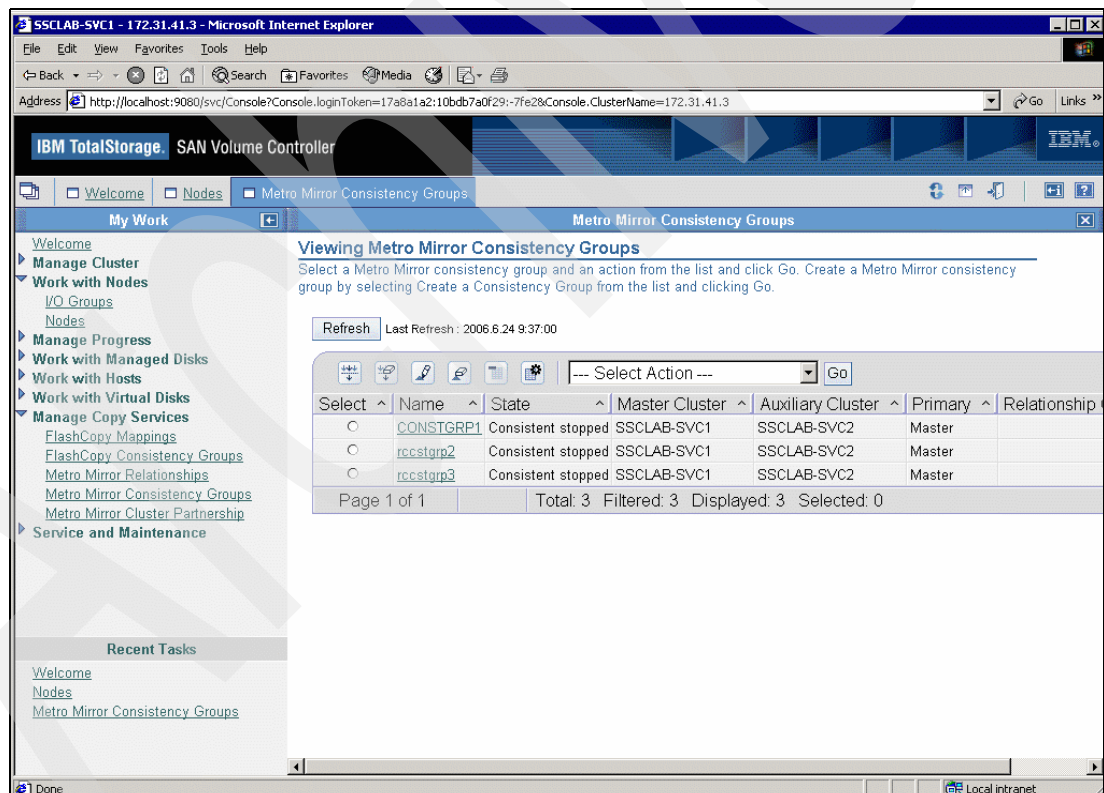 SSCLAB-SVC1 - 172.31.41.3 - Microsoft Internet Explorer
File Edit View Favorites Tools Help
Back Search Favorites Media
Address http://localhost:9080/svc/Console?Console.loginToken=17a8a1a2:10bdb7a0f29:-7fe2&Console.ClusterName=172.31.41.3 Go Links »
IBM TotalStorage. SAN Volume Controller IBM®
Welcome Nodes Metro Mirror Consistency Groups
My Work
Welcome
Manage Cluster
Work with Nodes
I/O Groups
Nodes
Manage Progress
Work with Managed Disks
Work with Hosts
Work with Virtual Disks
Manage Copy Services
FlashCopy Mappings
FlashCopy Consistency Groups
Metro Mirror Relationships
Metro Mirror Consistency Groups
Metro Mirror Cluster Partnership
Service and Maintenance
Recent Tasks
Welcome
Nodes
Metro Mirror Consistency Groups
Metro Mirror Consistency Groups
Viewing Metro Mirror Consistency Groups
Select a Metro Mirror consistency group and an action from the list and click Go. Create a Metro Mirror consistency
group by selecting Create a Consistency Group from the list and clicking Go.
Refresh Last Refresh : 2006.6.24 9:37:00
--- Select Action --- Go
Select Name State Master Cluster Auxiliary Cluster Primary Relationship
CONSTGRP1 Consistent stopped SSCLAB-SVC1 SSCLAB-SVC2 Master
rccstgrp2 Consistent stopped SSCLAB-SVC1 SSCLAB-SVC2 Master
rccstgrp3 Consistent stopped SSCLAB-SVC1 SSCLAB-SVC2 Master
Page 1 of 1 Total: 3 Filtered: 3 Displayed: 3 Selected: 0
Done Local intranet